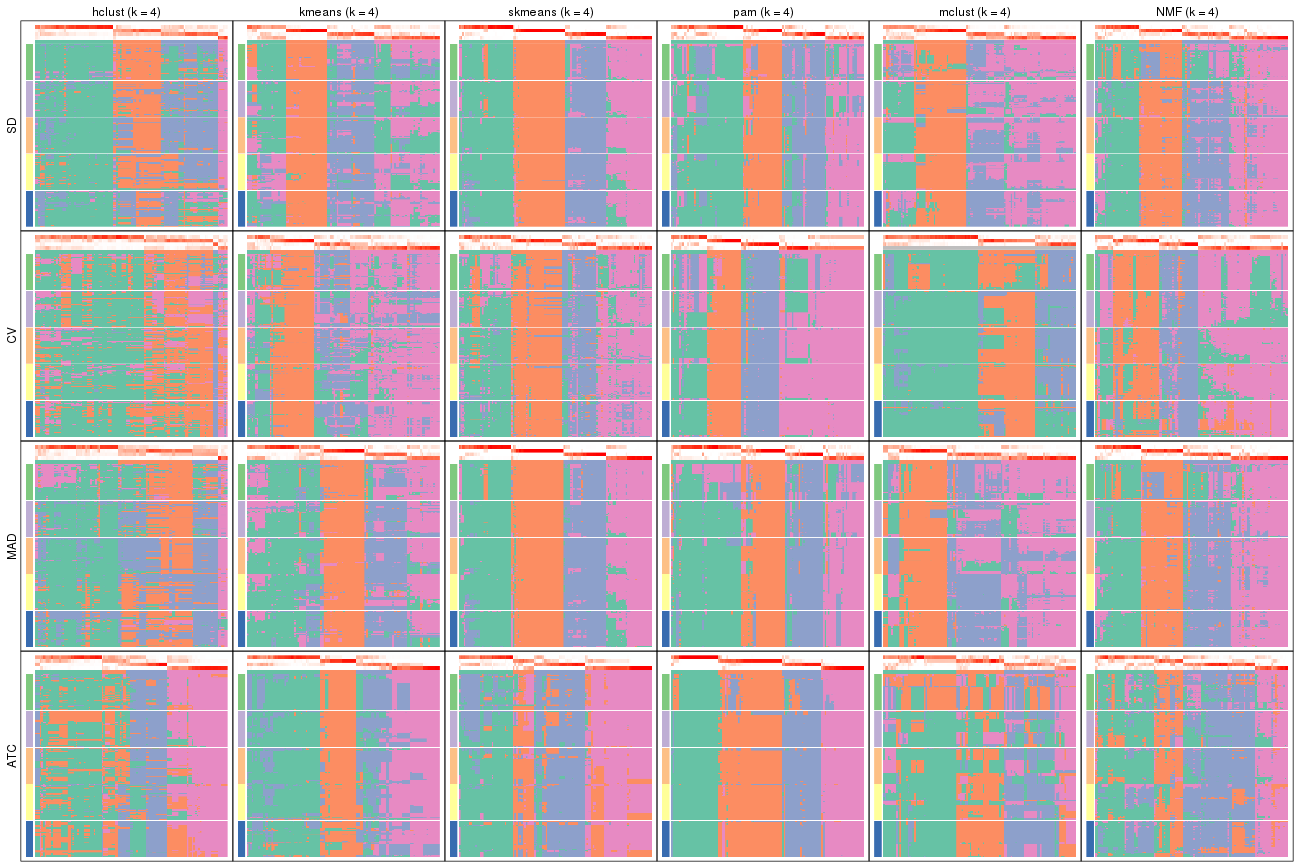 hclust (k = 4) kmeans (k = 4) skmeans (k = 4) pam (k = 4) mclust (k = 4) NMF (k = 4)
SD
CV
MAD
ATC